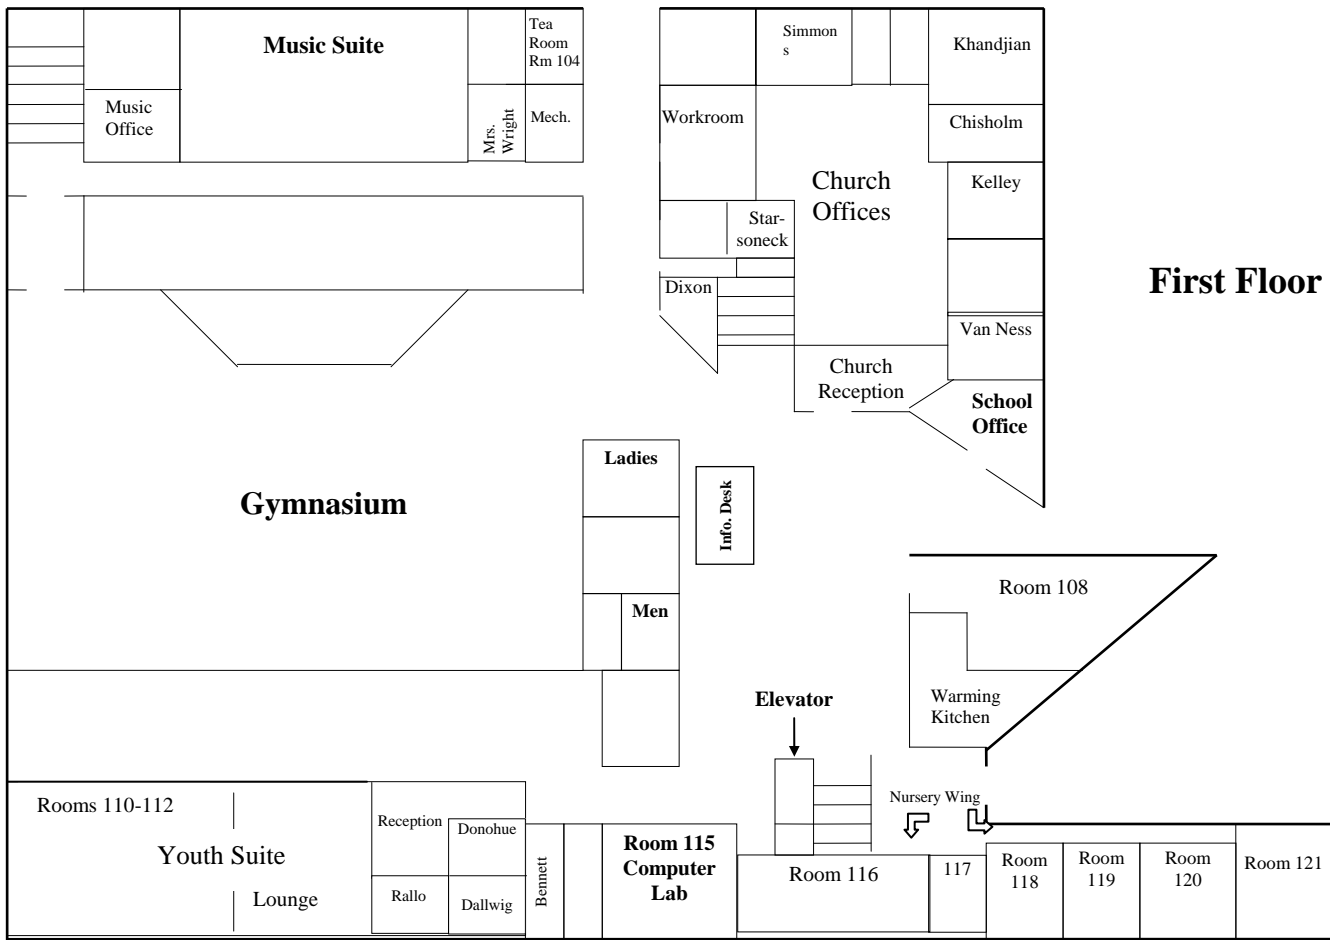 Music Suite
Tea
Room
Rm 104
Simmon
s
Khandjian
Music
Office
Mrs.
Wright
Mech.
Workroom
Chisholm
Church
Offices
Kelley
Star-
soneck
Dixon
First Floor
Van Ness
Church
Reception
School
Office
Ladies
Gymnasium
Info. Desk
Men
Room 108
Warming
Kitchen
Elevator
Nursery Wing
Rooms 110-112
Youth Suite
Lounge
Reception
Donohue
Rallo
Dallwig
Bennett
Room 115
Computer
Lab
Room 116
117
Room
118
Room
119
Room
120
Room 121